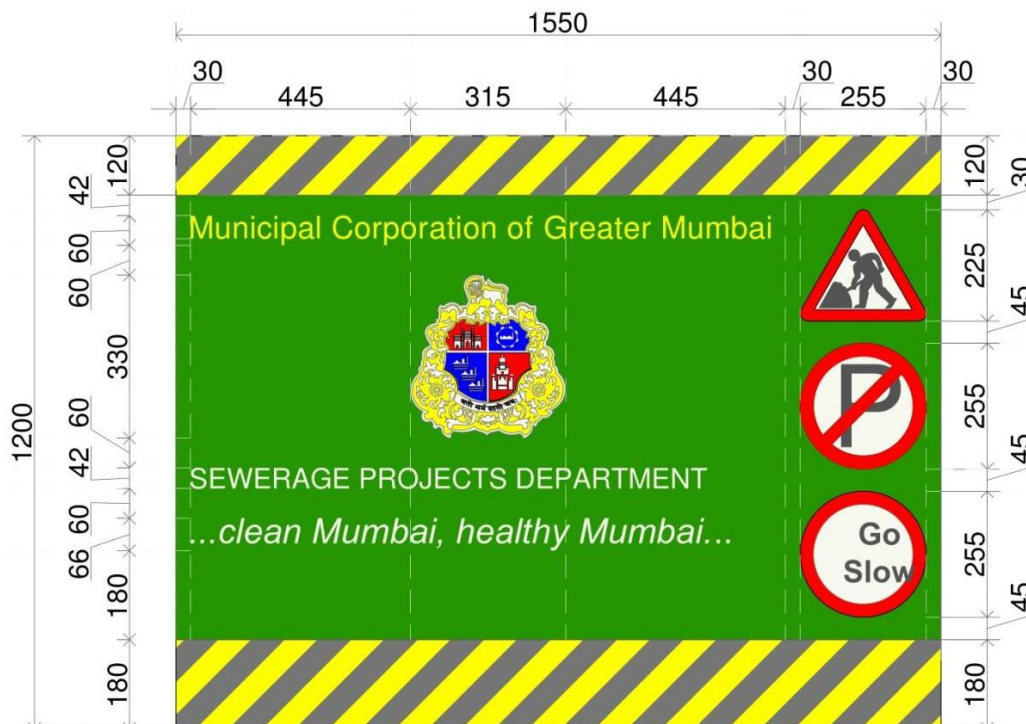 1550
30 30 30
445 315 445 255
120
42
60
60
330
60
42
60
66
180
180
1200
Municipal Corporation of Greater Mumbai
SEWERAGE PROJECTS DEPARTMENT
...clean Mumbai, healthy Mumbai...
P
Go
Slow
120
30
225
45
255
45
255
45
180